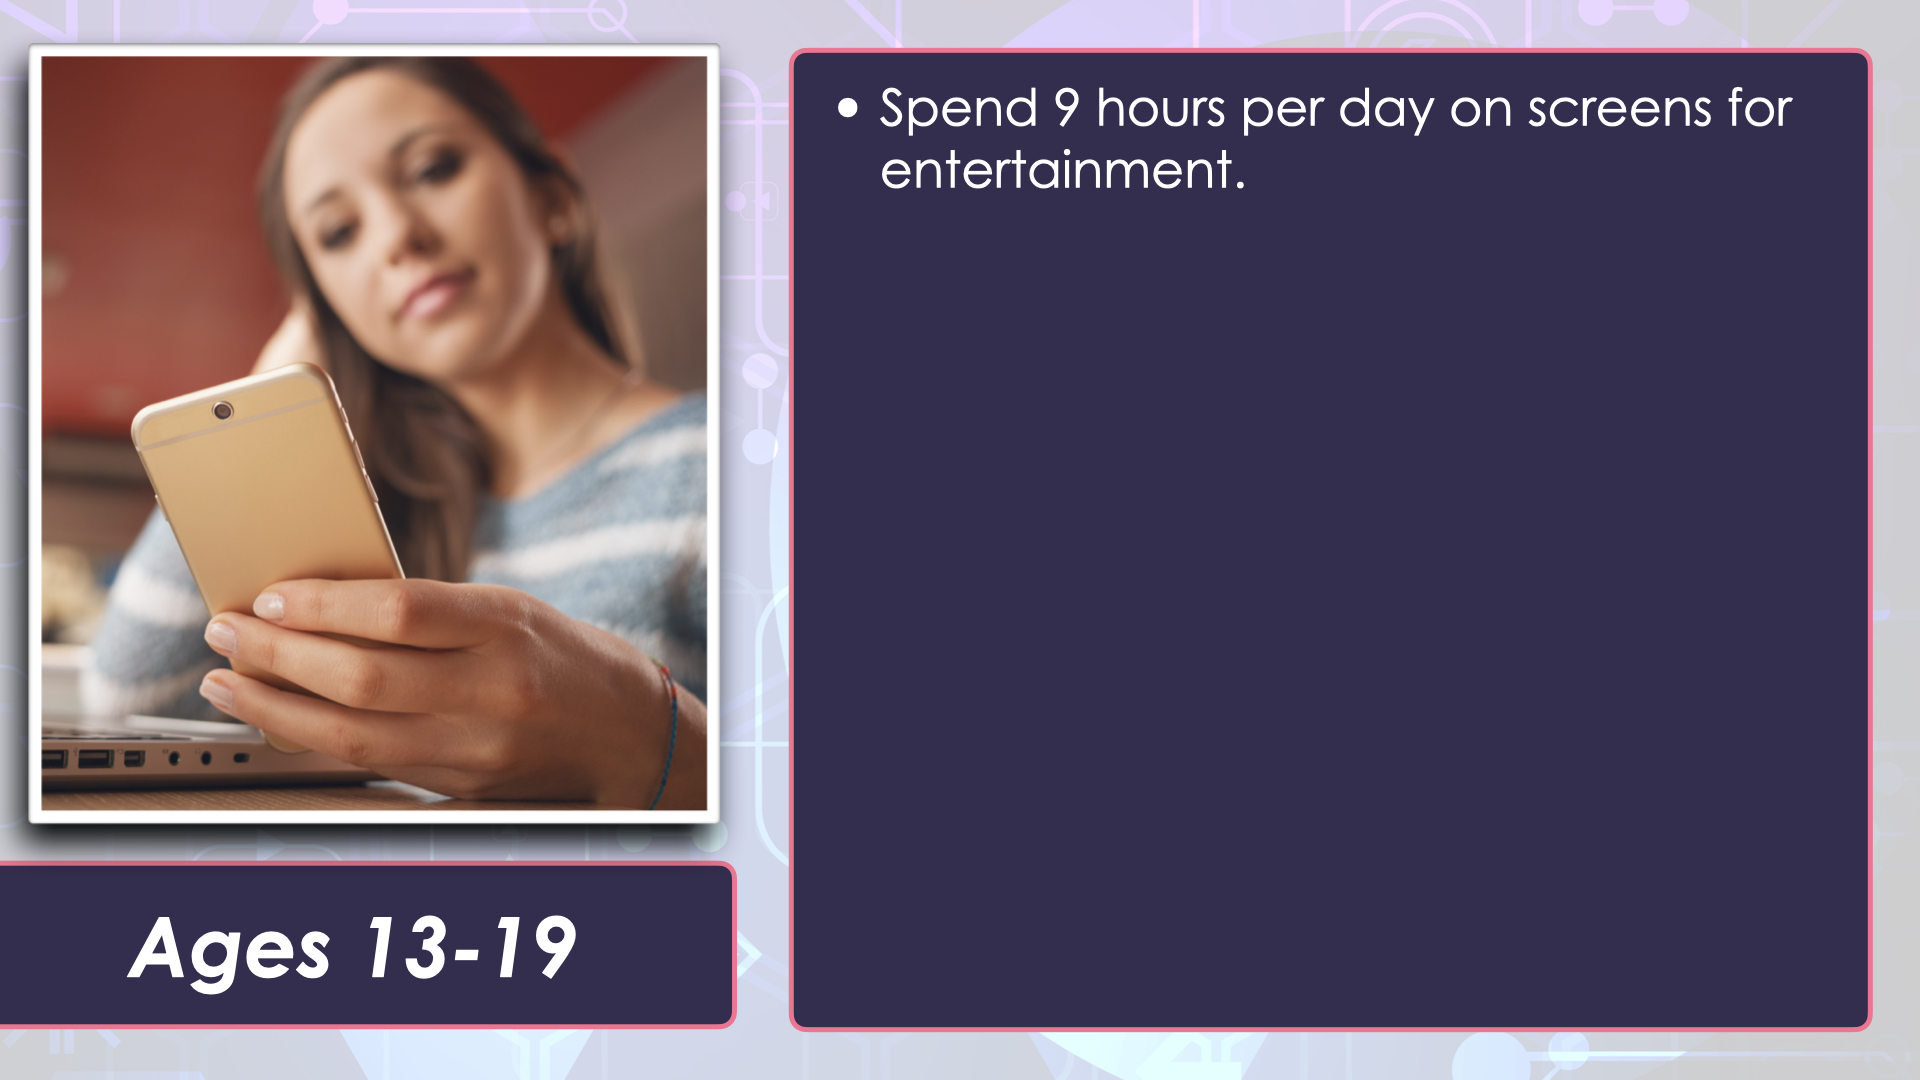 • Spend 9 hours per day on screens for
entertainment.
Ages 13-19